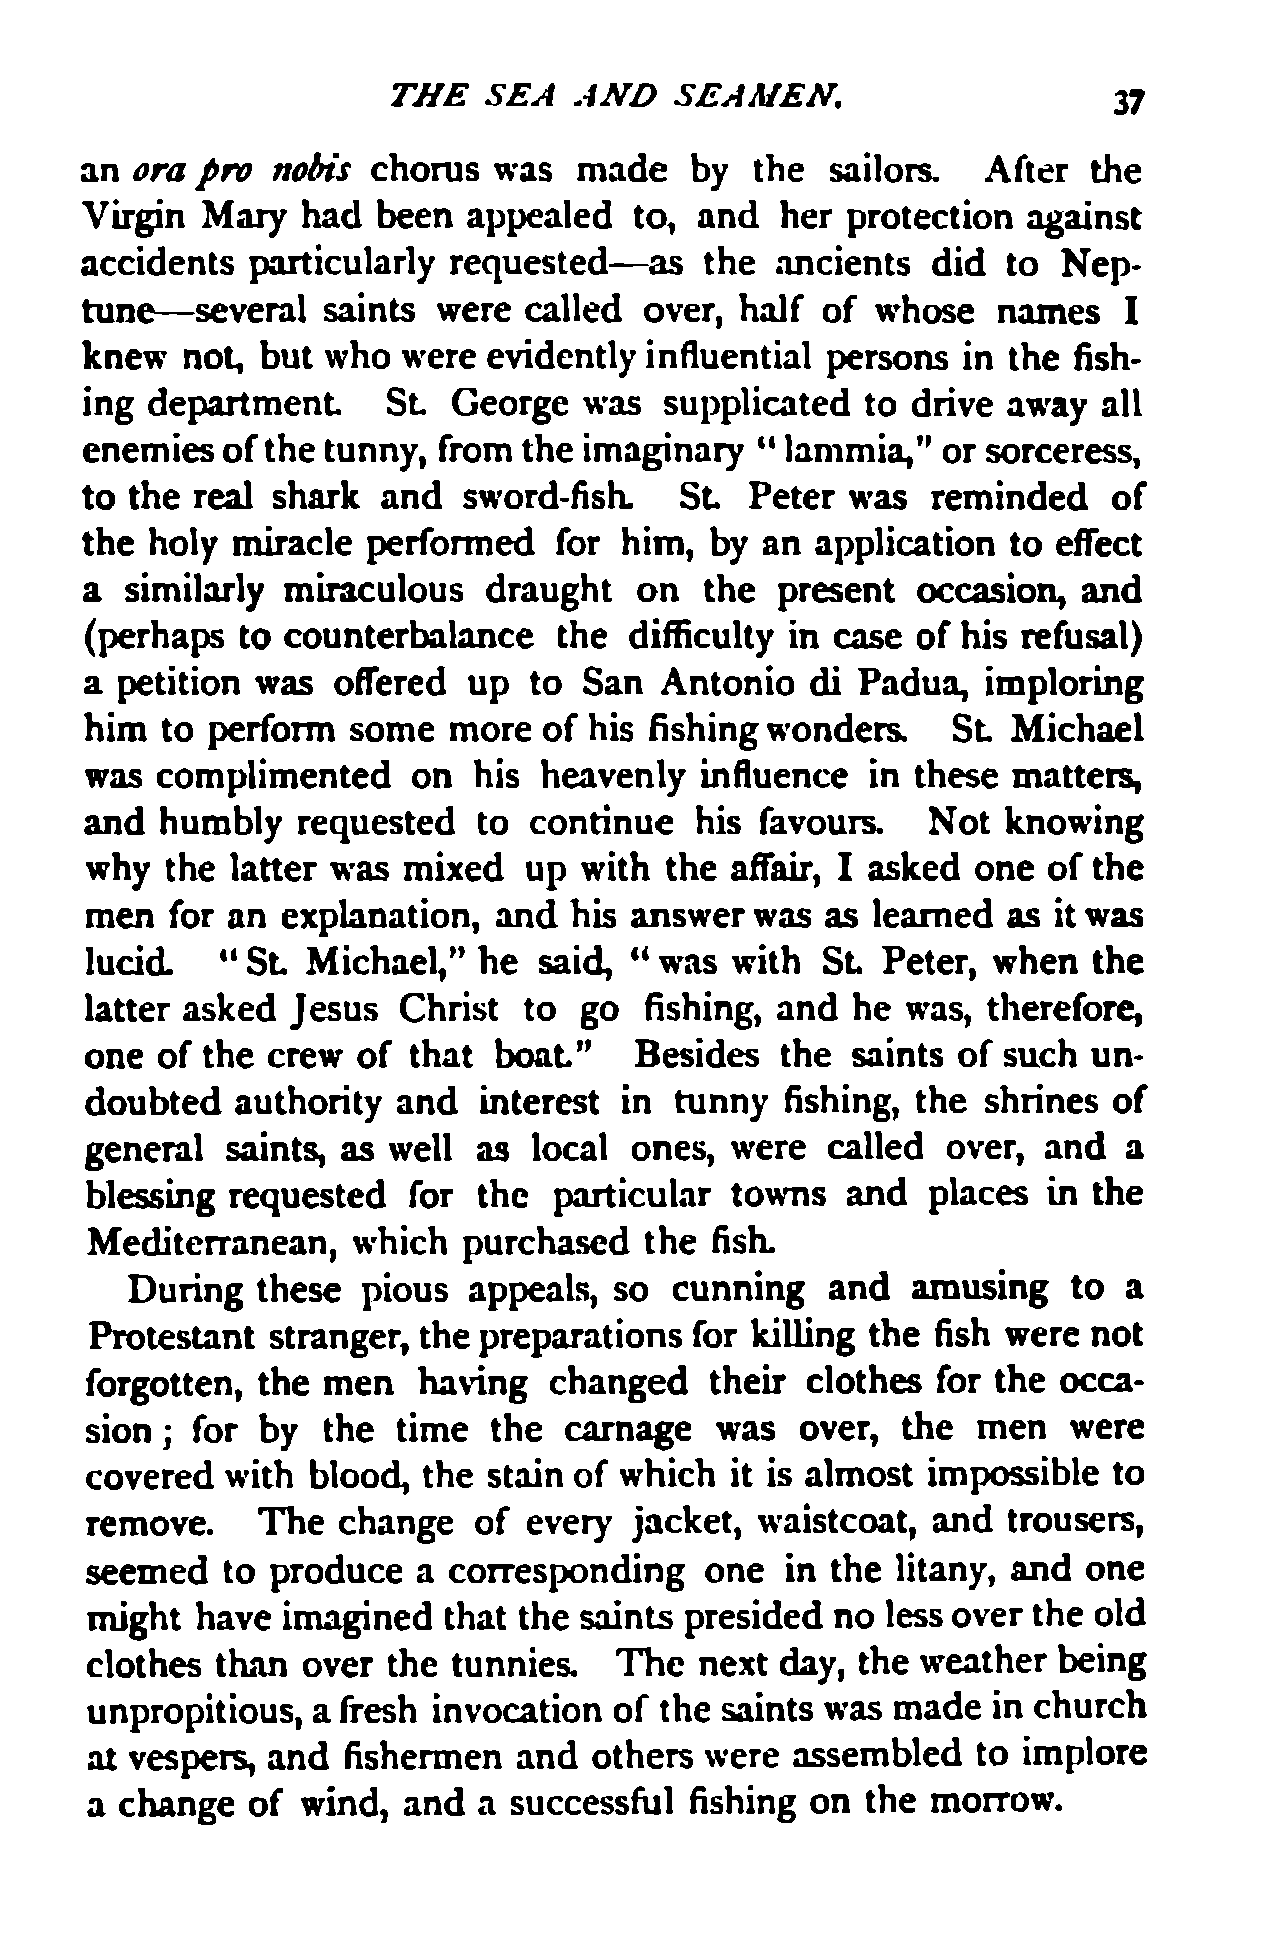 THE SEA AND SEAMEN. 37
an ora pro nobis chorus was made by the sailors. After the
Virgin Mary had been appealed to, and her protection against
accidents particularly requested—as the ancients did to Nep-
tune—several saints were called over, half of whose names I
knew not, but who were evidently influential persons in the fish-
ing department. St. George was supplicated to drive away all
enemies of the tunny, from the imaginary “lammia,” or sorceress,
to the real shark and sword-fish. St. Peter was reminded of
the holy miracle performed for him, by an application to effect
a similarly miraculous draught on the present occasion, and
(perhaps to counterbalance the difficulty in case of his refusal)
a petition was offered up to San Antonio di Padua, imploring
him to perform some more of his fishing wonders. St. Michael
was complimented on his heavenly influence in these matters,
and humbly requested to continue his favours. Not knowing
why the latter was mixed up with the affair, I asked one of the
men for an explanation, and his answer was as learned as it was
lucid. “St. Michael,” he said, “was with St. Peter, when the
latter asked Jesus Christ to go fishing, and he was, therefore,
one of the crew of that boat.” Besides the saints of such un-
doubted authority and interest in tunny fishing, the shrines of
general saints, as well as local ones, were called over, and a
blessing requested for the particular towns and places in the
Mediterranean, which purchased the fish.
During these pious appeals, so cunning and amusing to a
Protestant stranger, the preparations for killing the fish were not
forgotten, the men having changed their clothes for the occa-
sion; for by the time the carnage was over, the men were
covered with blood, the stain of which it is almost impossible to
remove. The change of every jacket, waistcoat, and trousers,
seemed to produce a corresponding one in the litany, and one
might have imagined that the saints presided no less over the old
clothes than over the tunnies. The next day, the weather being
unpropitious, a fresh invocation of the saints was made in church
at vespers, and fishermen and others were assembled to implore
a change of wind, and a successful fishing on the morrow.